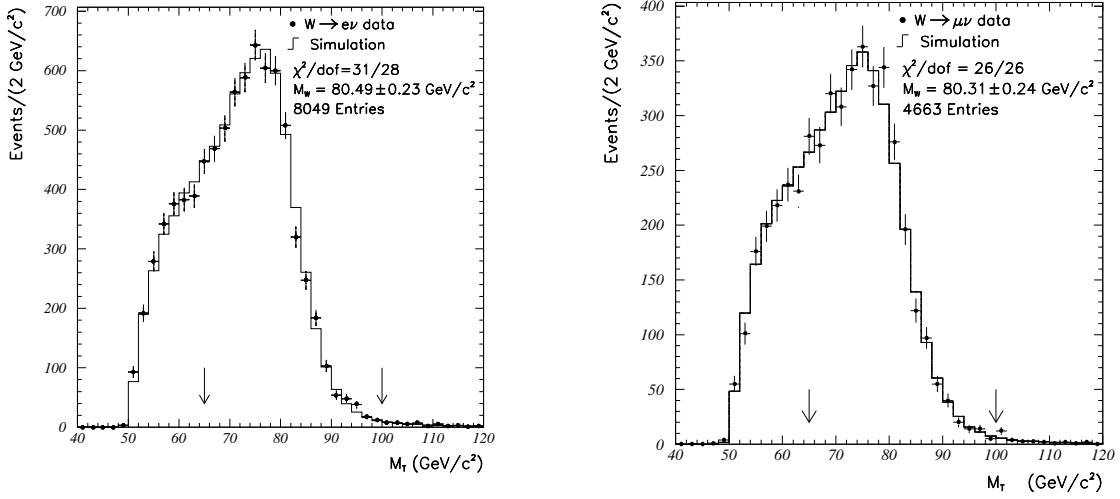 Events/(2 GeV/c²)
700
600
500
400
300
200
100
0
40 50 60 70 80 90 100 110 120
M_T (GeV/c²)
W→eν data
Simulation
χ²/dof=31/28
M_W = 80.49±0.23 GeV/c²
8049 Entries
Events/(2 GeV/c²)
400
350
300
250
200
150
100
50
0
40 50 60 70 80 90 100 110 120
M_T (GeV/c²)
W→μν data
Simulation
χ²/dof = 26/26
M_W = 80.31±0.24 GeV/c²
4663 Entries